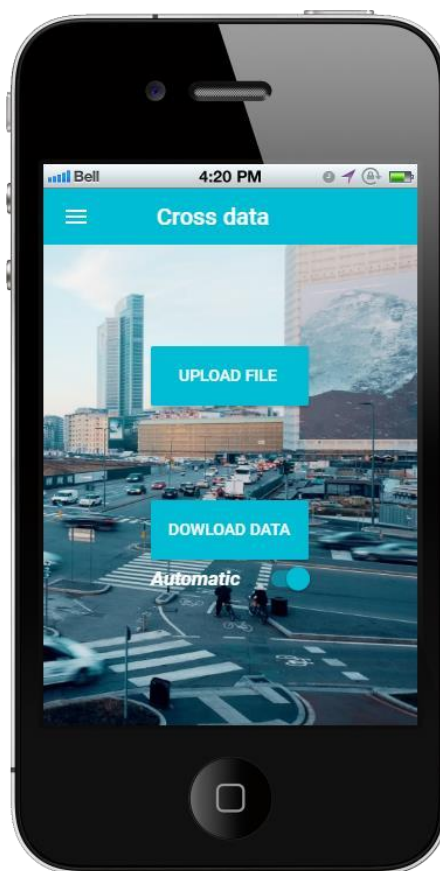 Bell 4:20 PM
Cross data
UPLOAD FILE
DOWLOAD DATA
Automatic